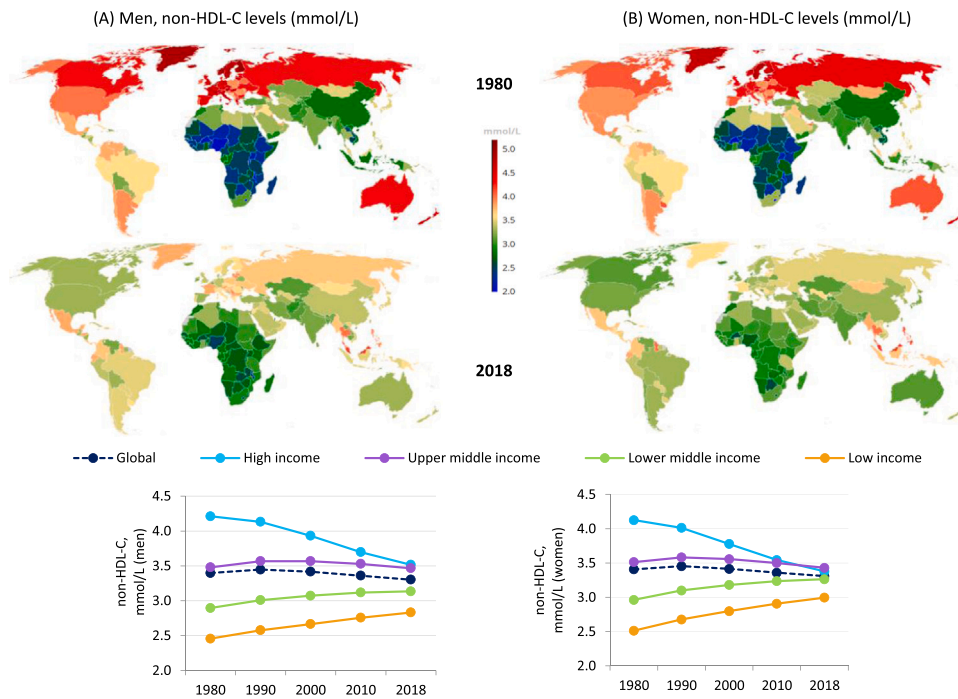 (A) Men, non-HDL-C levels (mmol/L)
(B) Women, non-HDL-C levels (mmol/L)
1980
mmol/L
5.0
4.5
4.0
3.5
3.0
2.5
2.0
2018
Global
High income
Upper middle income
Lower middle income
Low income
non-HDL-C,
mmol/L (men)
4.5
4.0
3.5
3.0
2.5
2.0
1980 1990 2000 2010 2018
non-HDL-C,
mmol/L (women)
4.5
4.0
3.5
3.0
2.5
2.0
1980 1990 2000 2010 2018